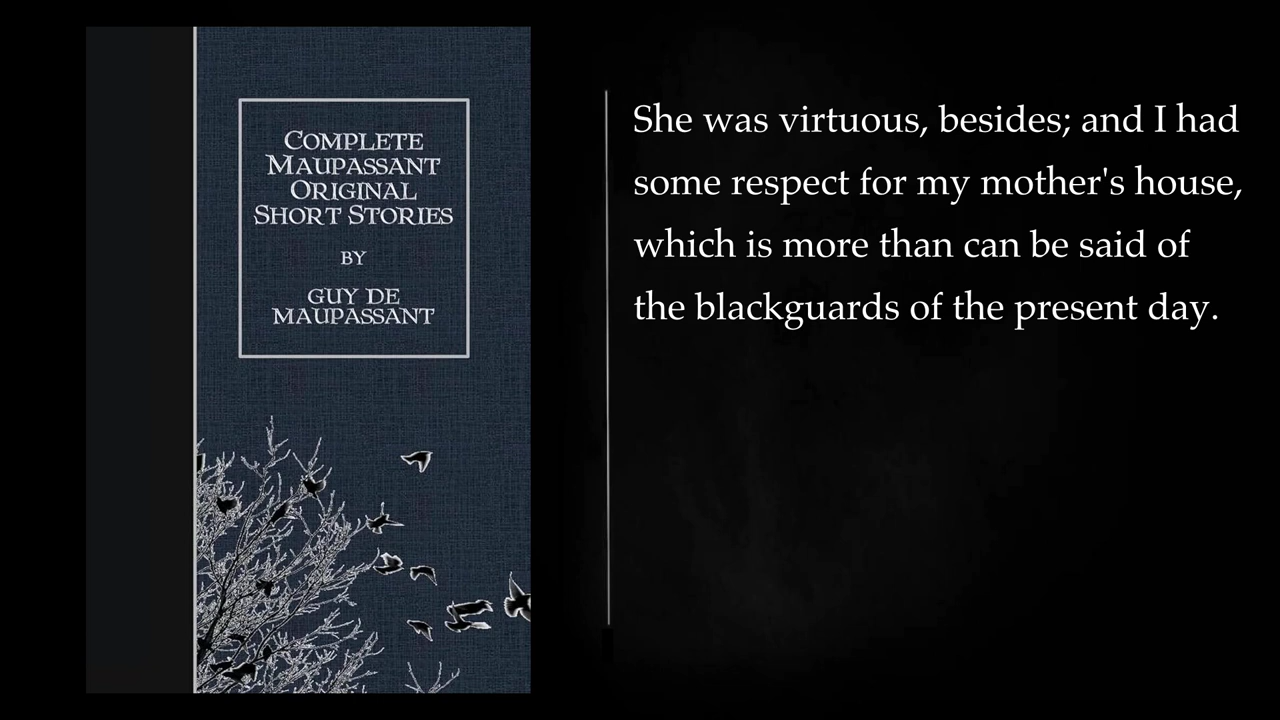 COMPLETE
MAUPASSANT
ORIGINAL
SHORT STORIES
BY
GUY DE
MAUPASSANT
She was virtuous, besides; and I had
some respect for my mother's house,
which is more than can be said of
the blackguards of the present day.